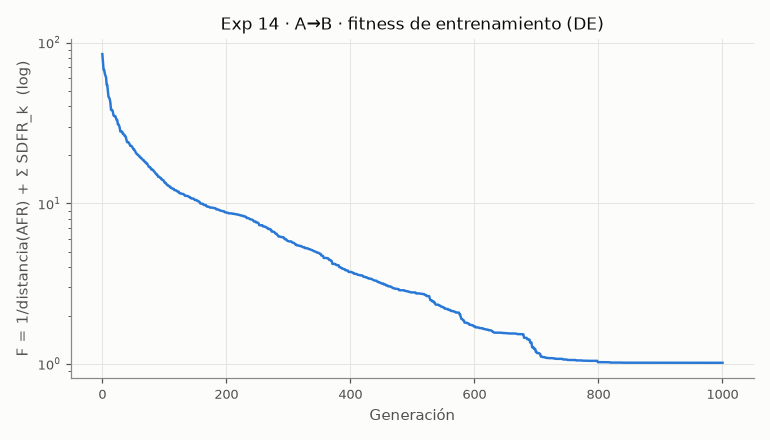 Exp 14 · A→B · fitness de entrenamiento (DE)
F = 1/distancia(AFR) + Σ SDFR_k (log)
10²
10¹
10⁰
0 200 400 600 800 1000
Generación